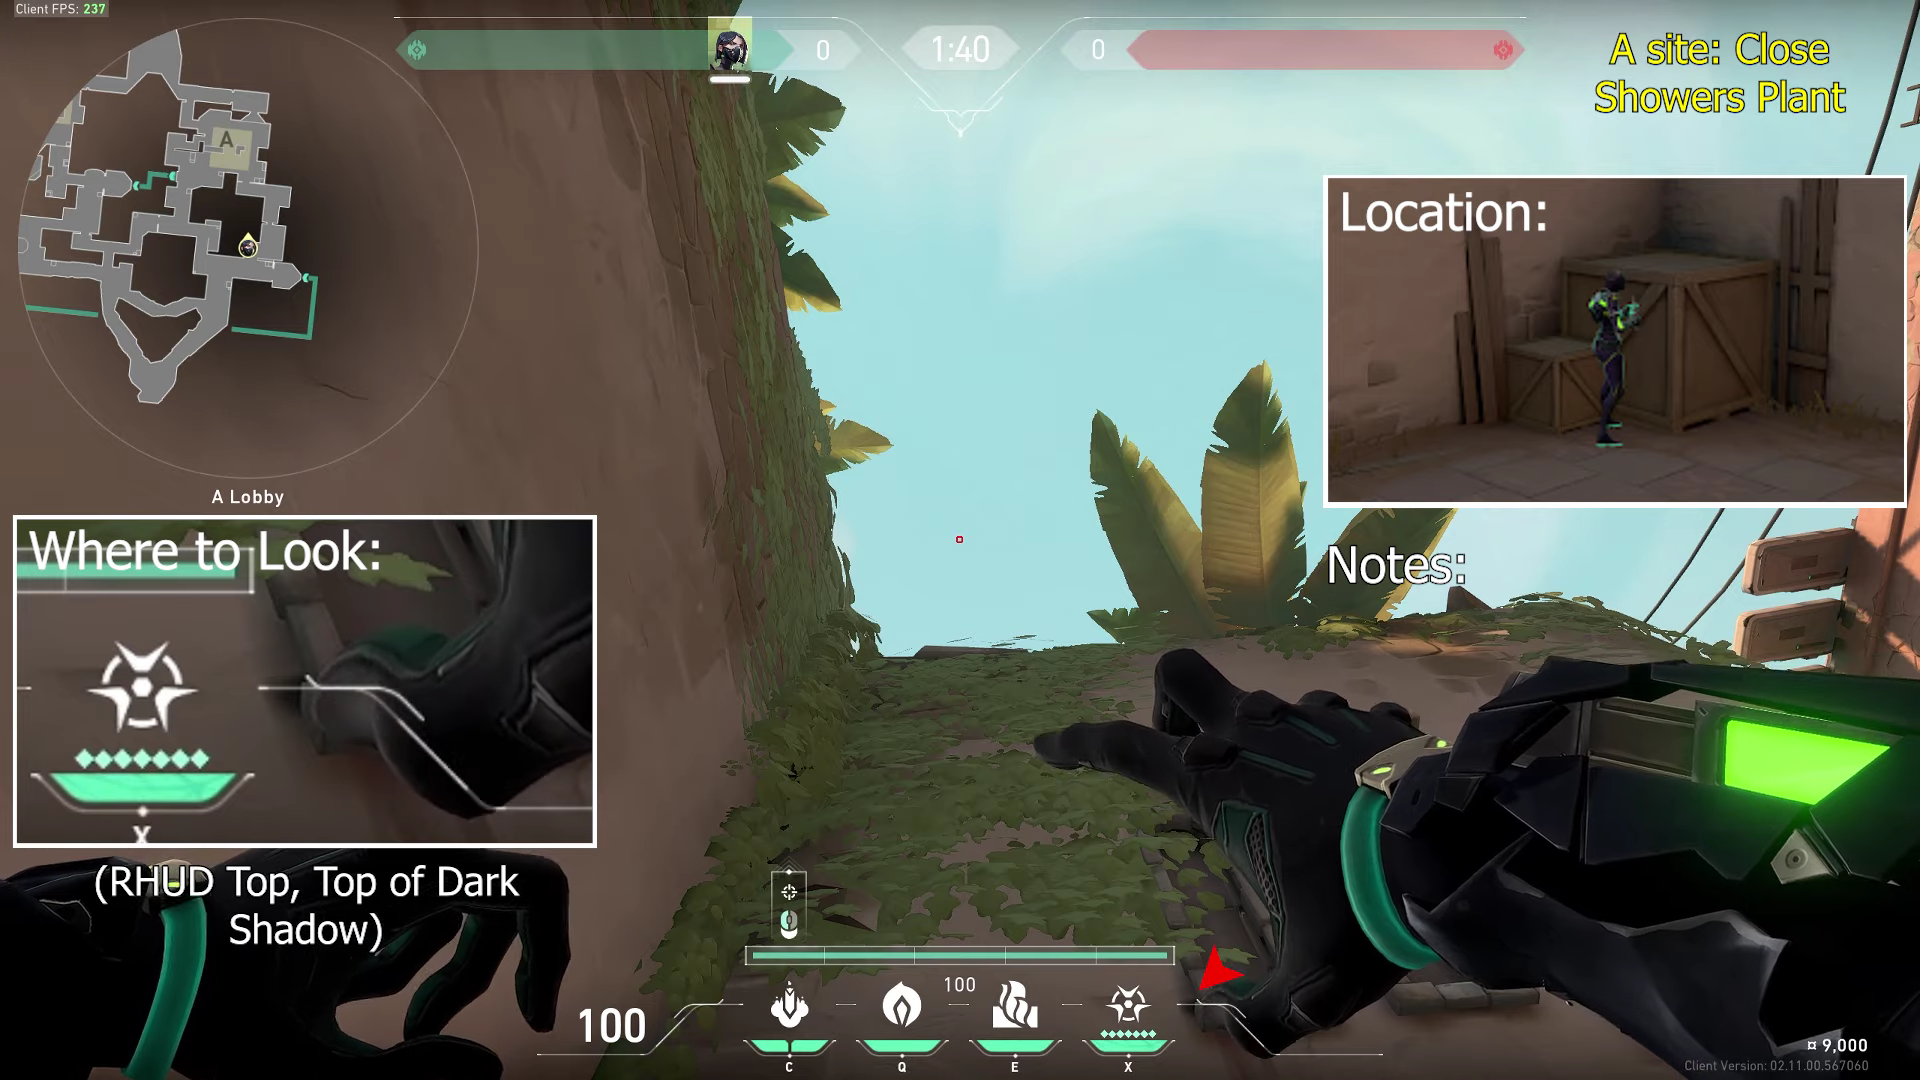 Client FPS: 237
0
1:40
0
A site: Close
Showers Plant
A
Location:
A Lobby
Where to Look:
X
Notes:
(RHUD Top, Top of Dark
Shadow)
100
100
C
Q
E
X
¤ 9,000
Client Version: 02.11.00.567060